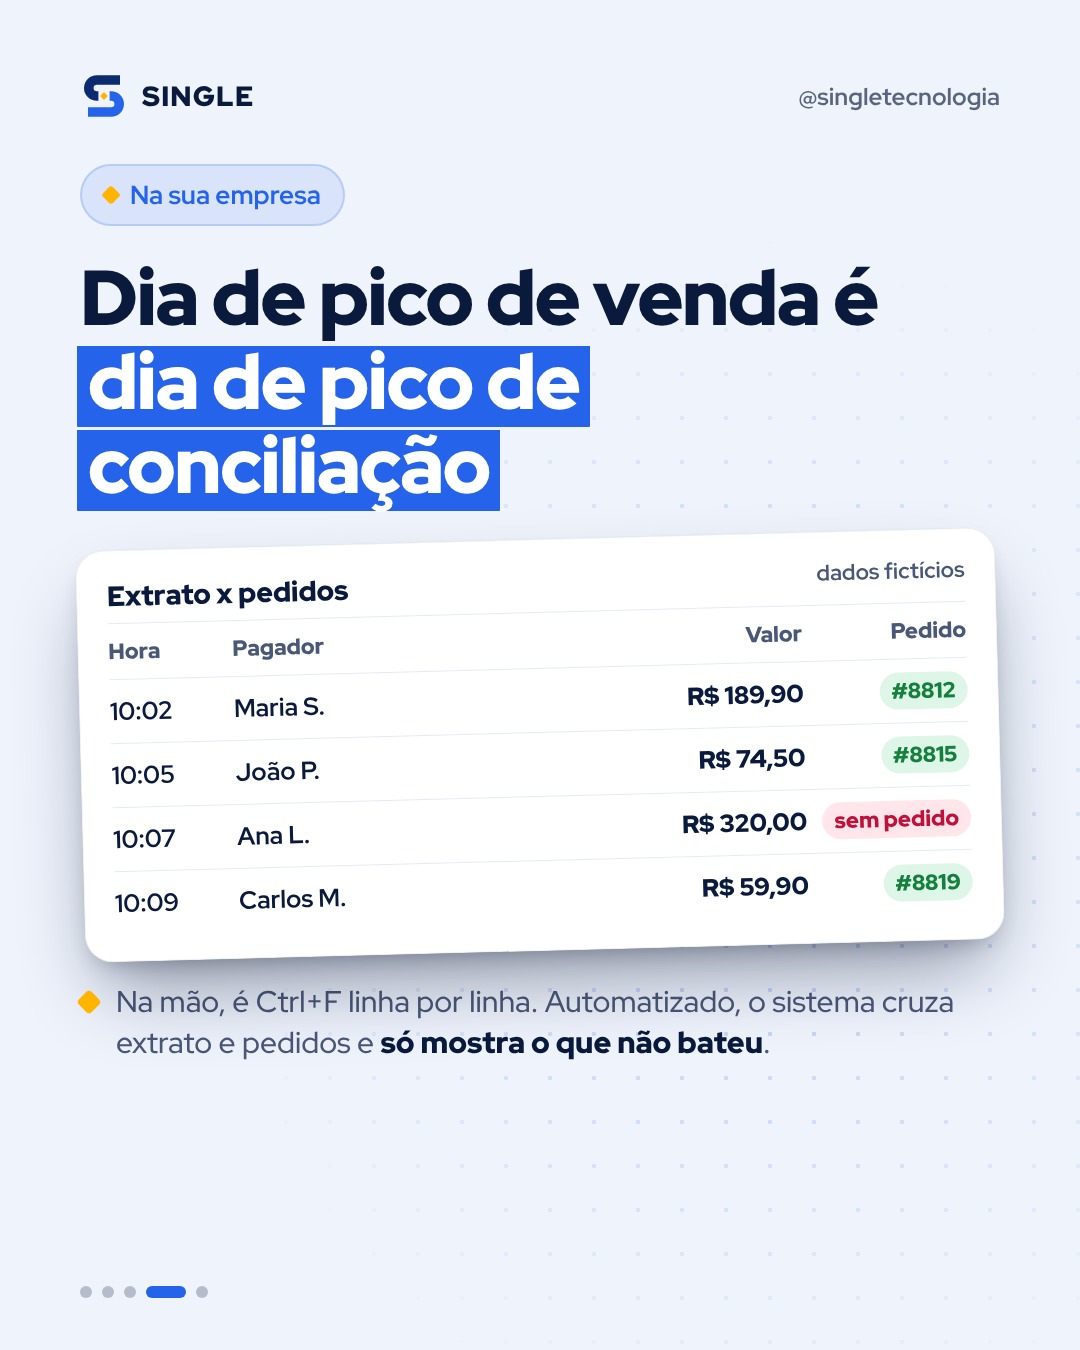 SINGLE
@singletecnologia
Na sua empresa
Dia de pico de venda é
dia de pico de
conciliação
Extrato x pedidos
dados fictícios
Hora Pagador Valor Pedido
10:02 Maria S. R$ 189,90 #8812
10:05 João P. R$ 74,50 #8815
10:07 Ana L. R$ 320,00 sem pedido
10:09 Carlos M. R$ 59,90 #8819
Na mão, é Ctrl+F linha por linha. Automatizado, o sistema cruza
extrato e pedidos e só mostra o que não bateu.